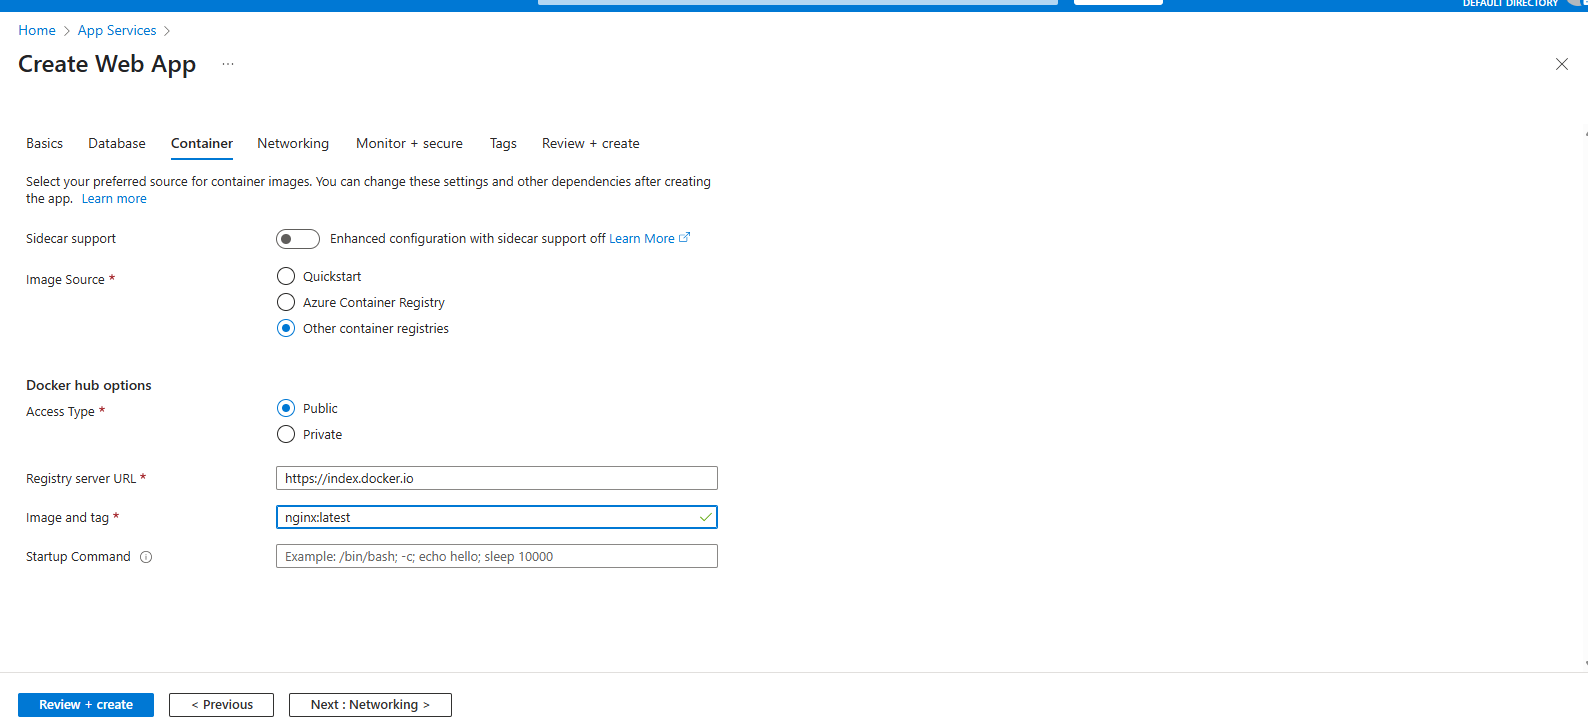 DEFAULT DIRECTORY
Home > App Services >
Create Web App ...
Basics Database Container Networking Monitor + secure Tags Review + create
Select your preferred source for container images. You can change these settings and other dependencies after creating
the app. Learn more
Sidecar support Enhanced configuration with sidecar support off Learn More
Image Source * Quickstart
Azure Container Registry
Other container registries
Docker hub options
Access Type * Public
Private
Registry server URL * https://index.docker.io
Image and tag * nginx:latest
Startup Command Example: /bin/bash; -c; echo hello; sleep 10000
Review + create < Previous Next : Networking >